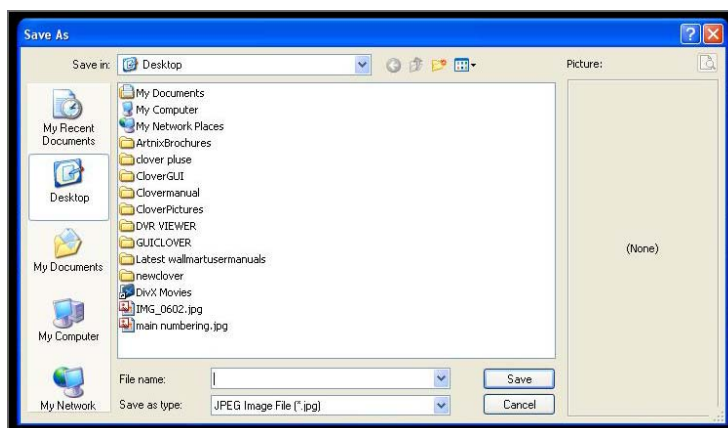 Save As
Save in: Desktop
Picture:
My Recent
Documents
Desktop
My Documents
My Computer
My Network
My Documents
My Computer
My Network Places
ArtnixBrochures
clover pluse
CloverGUI
Clovermanual
CloverPictures
DVR VIEWER
GUICLOVER
Latest wallmartusermanuals
newclover
DivX Movies
IMG_0602.jpg
main numbering.jpg
(None)
File name:
Save
Save as type: JPEG Image File (*.jpg)
Cancel